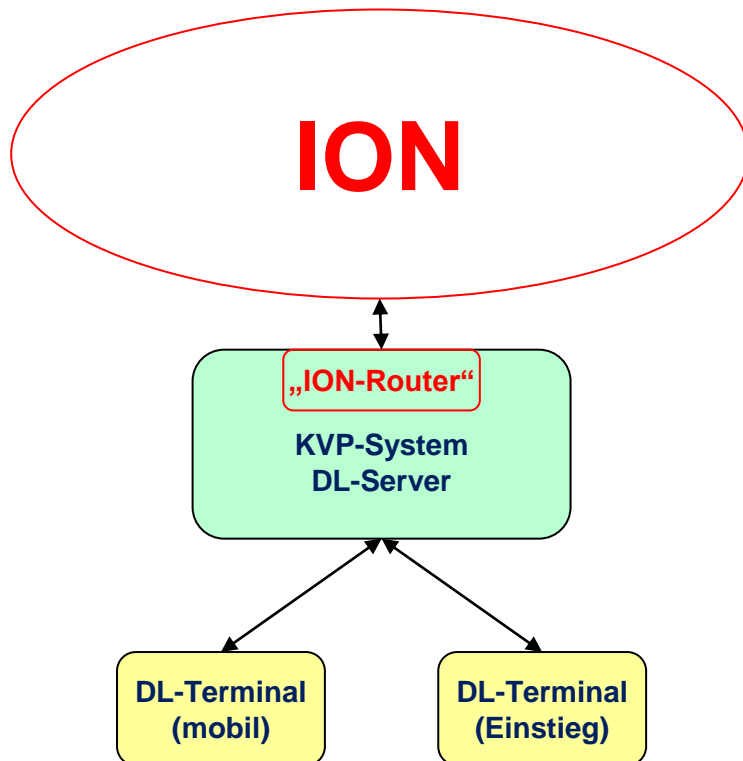 ION
„ION-Router“
KVP-System
DL-Server
DL-Terminal
(mobil)
DL-Terminal
(Einstieg)